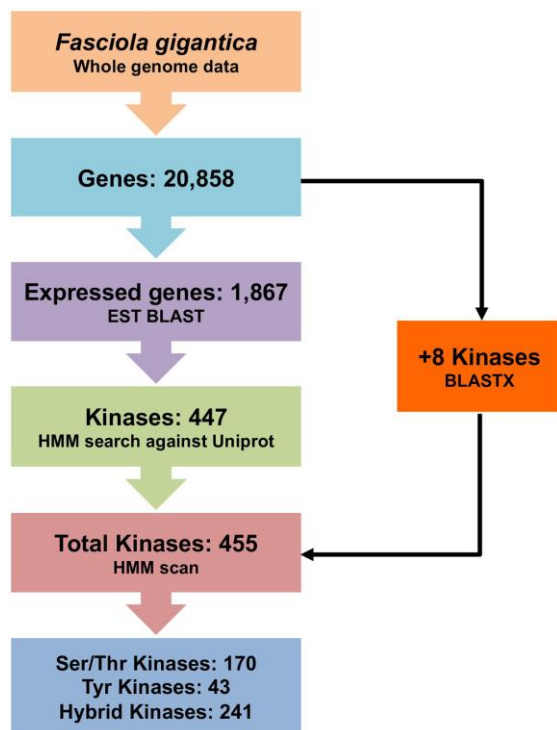 Fasciola gigantica
Whole genome data
Genes: 20,858
Expressed genes: 1,867
EST BLAST
+8 Kinases
BLASTX
Kinases: 447
HMM search against Uniprot
Total Kinases: 455
HMM scan
Ser/Thr Kinases: 170
Tyr Kinases: 43
Hybrid Kinases: 241